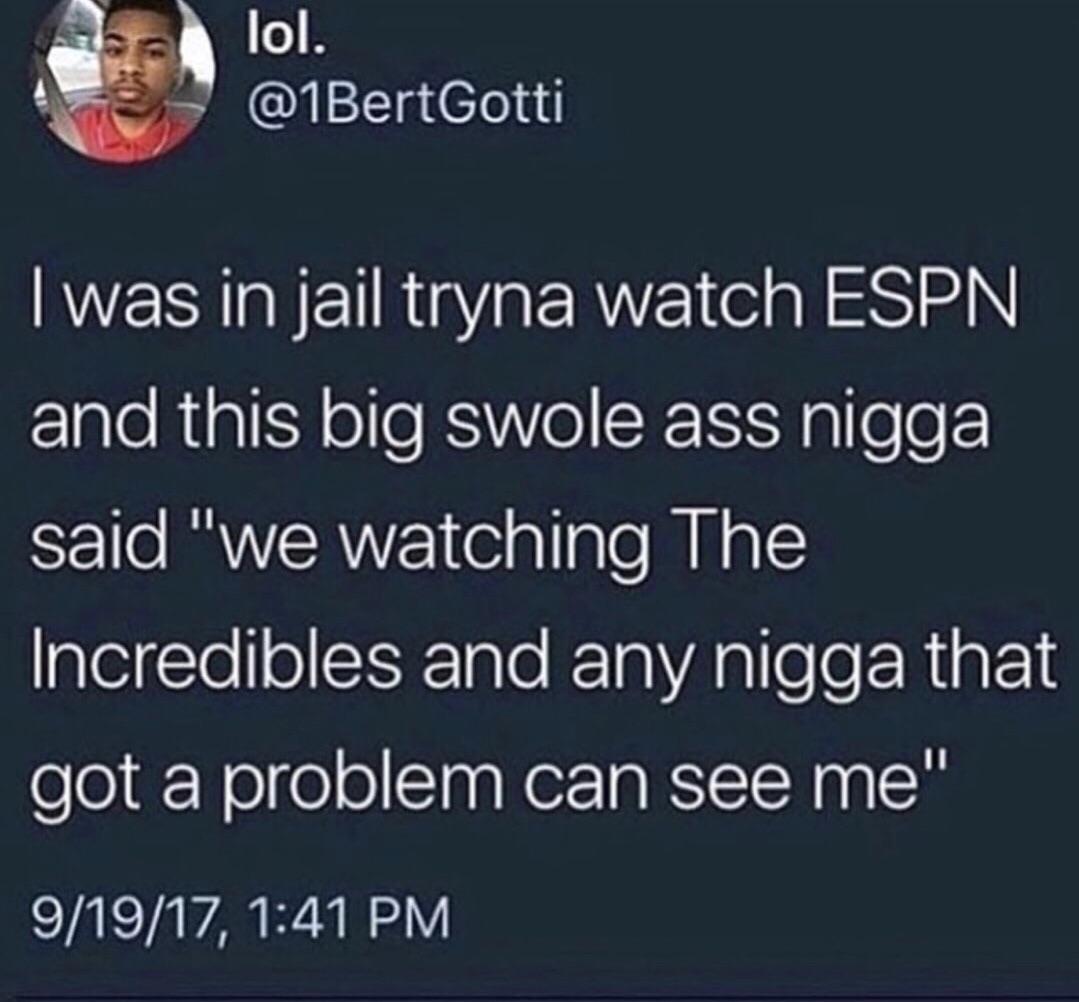 lol.
@1BertGotti
I was in jail tryna watch ESPN
and this big swole ass nigga
said "we watching The
Incredibles and any nigga that
got a problem can see me"
9/19/17, 1:41 PM